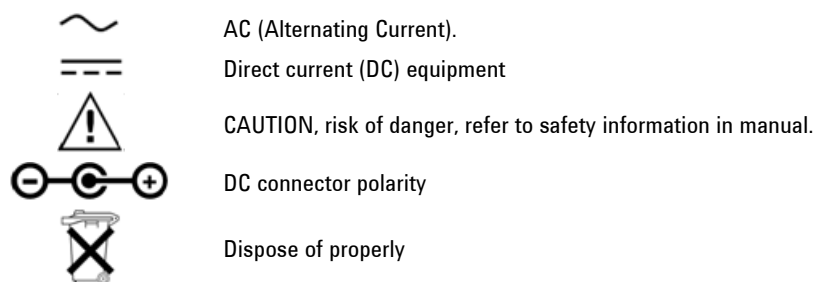 AC (Alternating Current).
Direct current (DC) equipment
CAUTION, risk of danger, refer to safety information in manual.
DC connector polarity
Dispose of properly